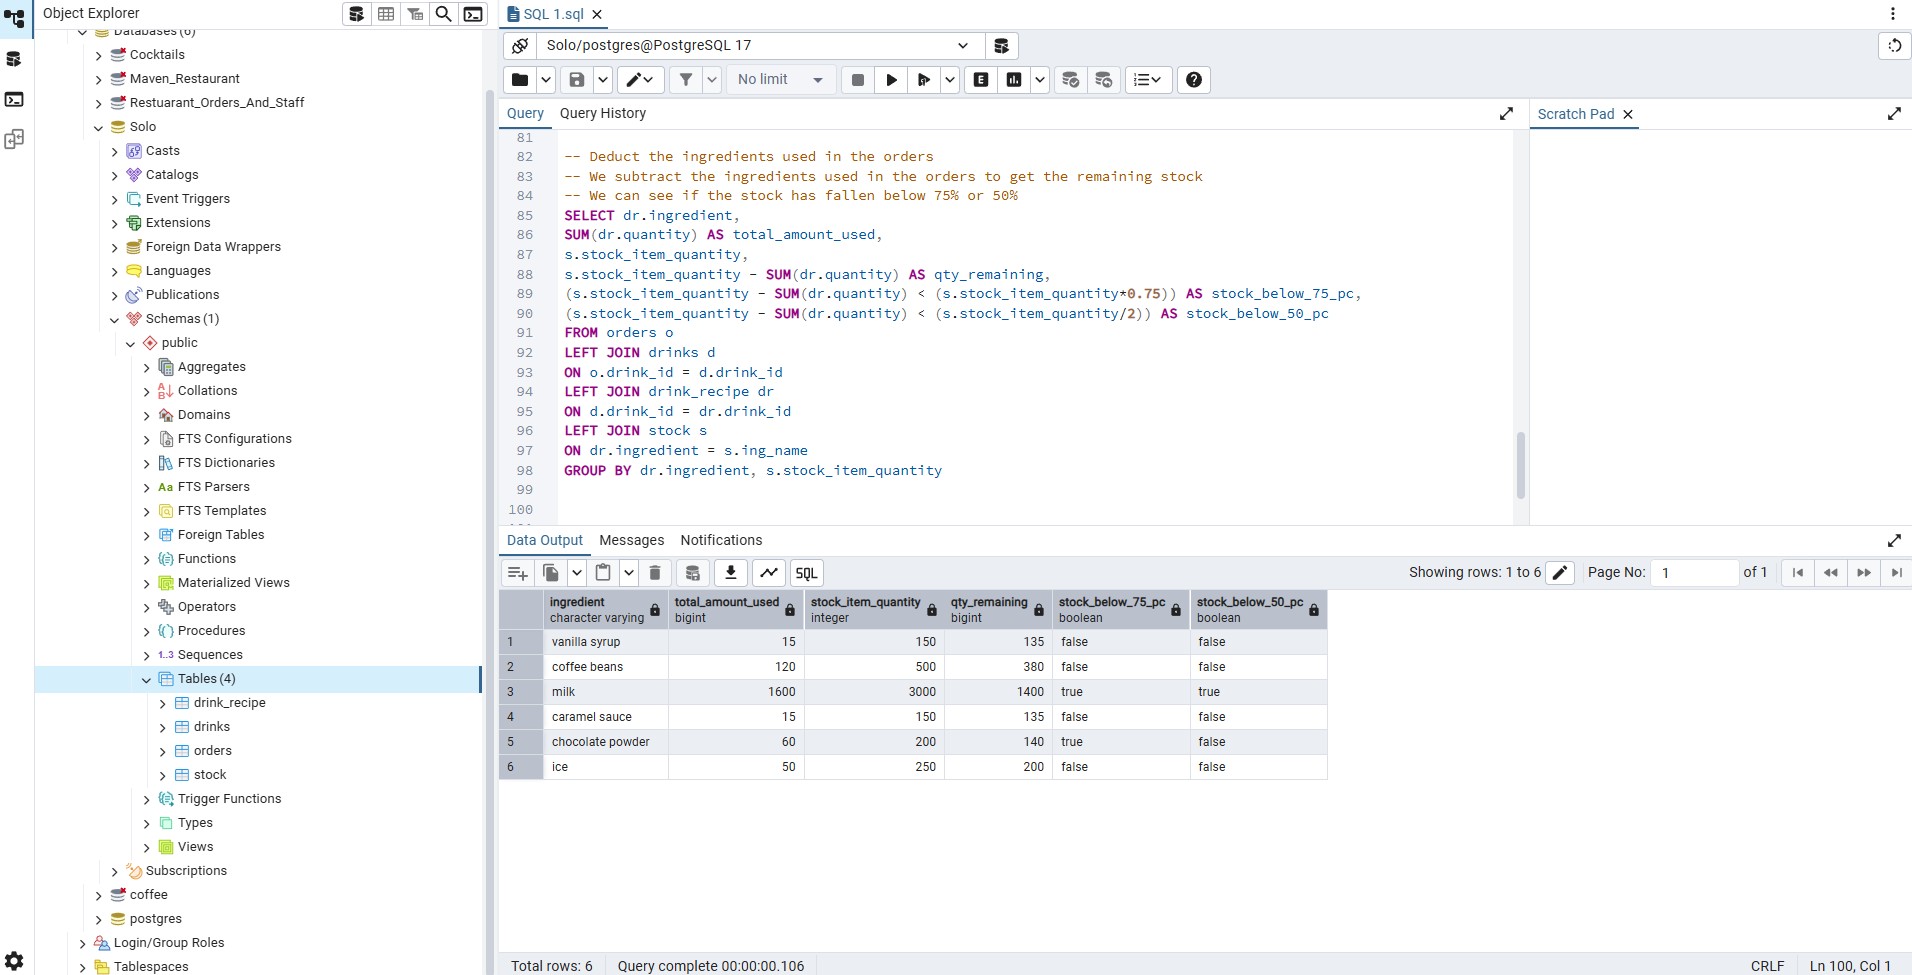 Object Explorer
Databases (6)
Cocktails
Maven_Restaurant
Restuarant_Orders_And_Staff
Solo
Casts
Catalogs
Event Triggers
Extensions
Foreign Data Wrappers
Languages
Publications
Schemas (1)
public
Aggregates
Collations
Domains
FTS Configurations
FTS Dictionaries
Aa FTS Parsers
FTS Templates
Foreign Tables
Functions
Materialized Views
Operators
Procedures
1..3 Sequences
Tables (4)
drink_recipe
drinks
orders
stock
Trigger Functions
Types
Views
Subscriptions
coffee
postgres
Login/Group Roles
Tablespaces
SQL 1.sql
Solo/postgres@PostgreSQL 17
No limit
E
Query Query History
Scratch Pad
81
82 -- Deduct the ingredients used in the orders
83 -- We subtract the ingredients used in the orders to get the remaining stock
84 -- We can see if the stock has fallen below 75% or 50%
85 SELECT dr.ingredient,
86 SUM(dr.quantity) AS total_amount_used,
87 s.stock_item_quantity,
88 s.stock_item_quantity - SUM(dr.quantity) AS qty_remaining,
89 (s.stock_item_quantity - SUM(dr.quantity) < (s.stock_item_quantity*0.75)) AS stock_below_75_pc,
90 (s.stock_item_quantity - SUM(dr.quantity) < (s.stock_item_quantity/2)) AS stock_below_50_pc
91 FROM orders o
92 LEFT JOIN drinks d
93 ON o.drink_id = d.drink_id
94 LEFT JOIN drink_recipe dr
95 ON d.drink_id = dr.drink_id
96 LEFT JOIN stock s
97 ON dr.ingredient = s.ing_name
98 GROUP BY dr.ingredient, s.stock_item_quantity
99
100
Data Output Messages Notifications
SQL
Showing rows: 1 to 6 Page No: 1 of 1
ingredient total_amount_used stock_item_quantity qty_remaining stock_below_75_pc stock_below_50_pc
character varying bigint integer bigint boolean boolean
1 vanilla syrup 15 150 135 false false
2 coffee beans 120 500 380 false false
3 milk 1600 3000 1400 true true
4 caramel sauce 15 150 135 false false
5 chocolate powder 60 200 140 true false
6 ice 50 250 200 false false
Total rows: 6 Query complete 00:00:00.106 CRLF Ln 100, Col 1